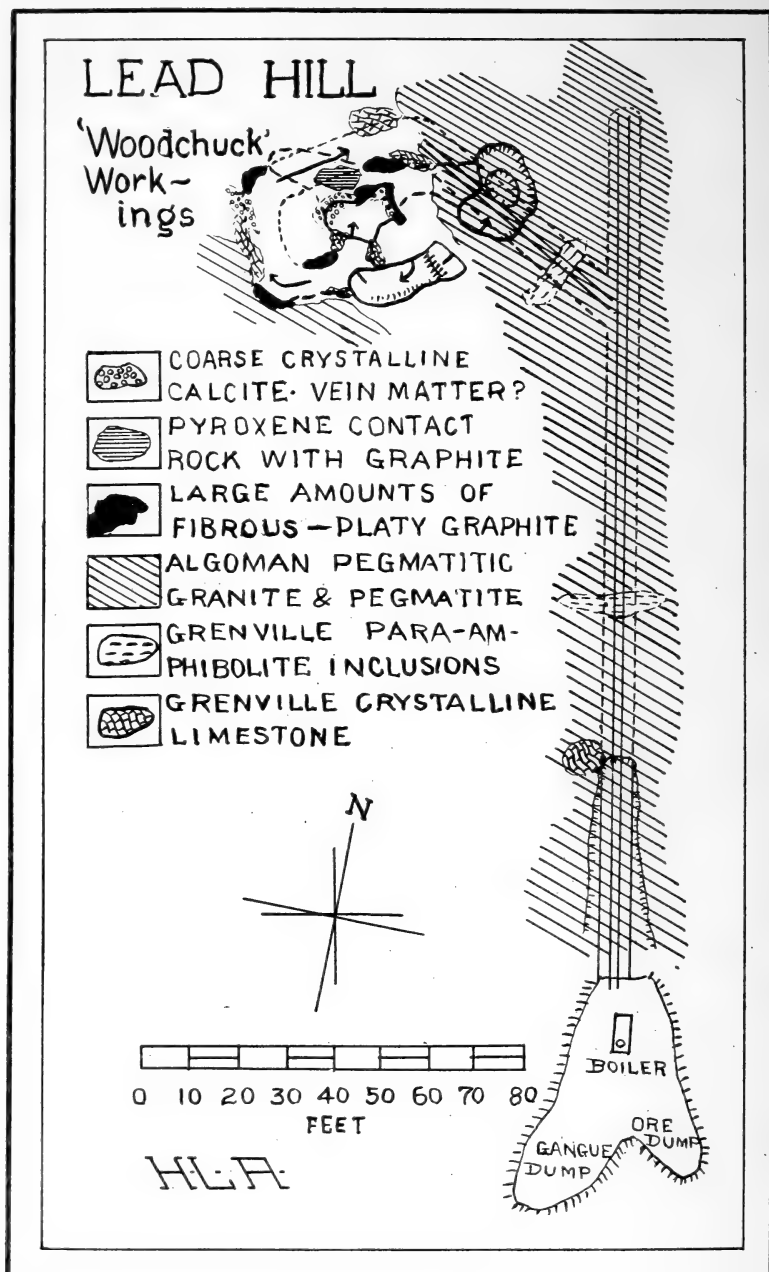 LEAD HILL
'Woodchuck'
Work~
ings
COARSE CRYSTALLINE
CALCITE· VEIN MATTER?
PYROXENE CONTACT
ROCK WITH GRAPHITE
LARGE AMOUNTS OF
FIBROUS—PLATY GRAPHITE
ALGOMAN PEGMATITIC
GRANITE & PEGMATITE
GRENVILLE PARA-AM-
PHIBOLITE INCLUSIONS
GRENVILLE CRYSTALLINE
LIMESTONE
N
0 10 20 30 40 50 60 70 80
FEET
BOILER
ORE
DUMP
GANGUE
DUMP
H·L·A·